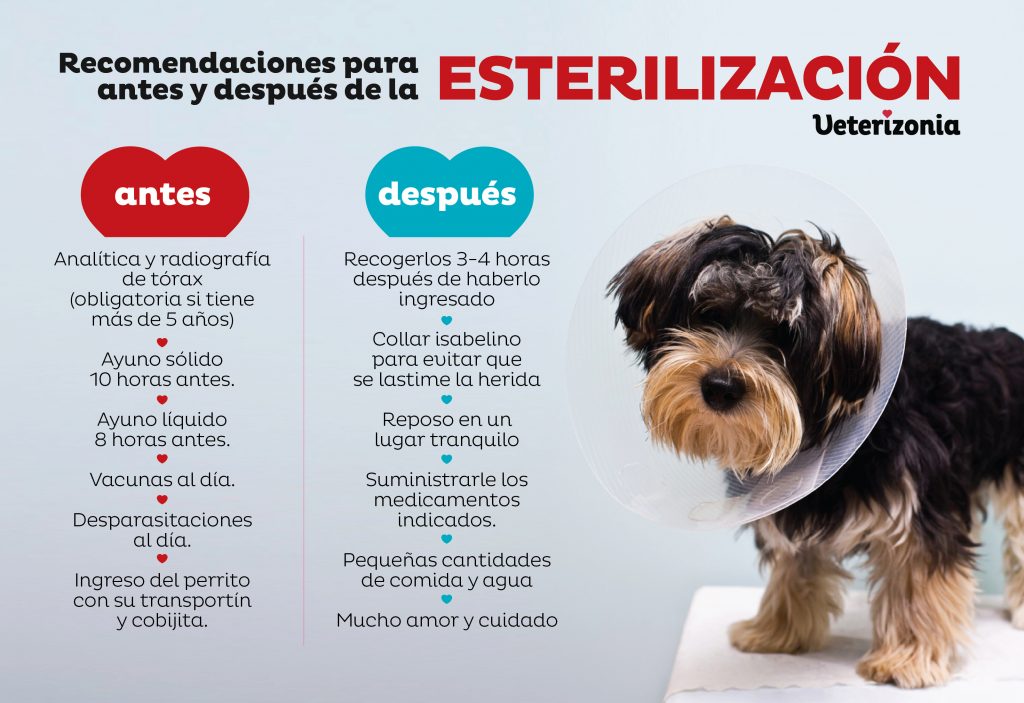 Recomendaciones para
antes y después de la
ESTERILIZACIÓN
Veterizonia
antes
Analítica y radiografía
de tórax
(obligatoria si tiene
más de 5 años)
Ayuno sólido
10 horas antes.
Ayuno líquido
8 horas antes.
Vacunas al día.
Desparasitaciones
al día.
Ingreso del perrito
con su transportín
y cobijita.
después
Recogerlos 3-4 horas
después de haberlo
ingresado
Collar isabelino
para evitar que
se lastime la herida
Reposo en un
lugar tranquilo
Suministrarle los
medicamentos
indicados.
Pequeñas cantidades
de comida y agua
Mucho amor y cuidado